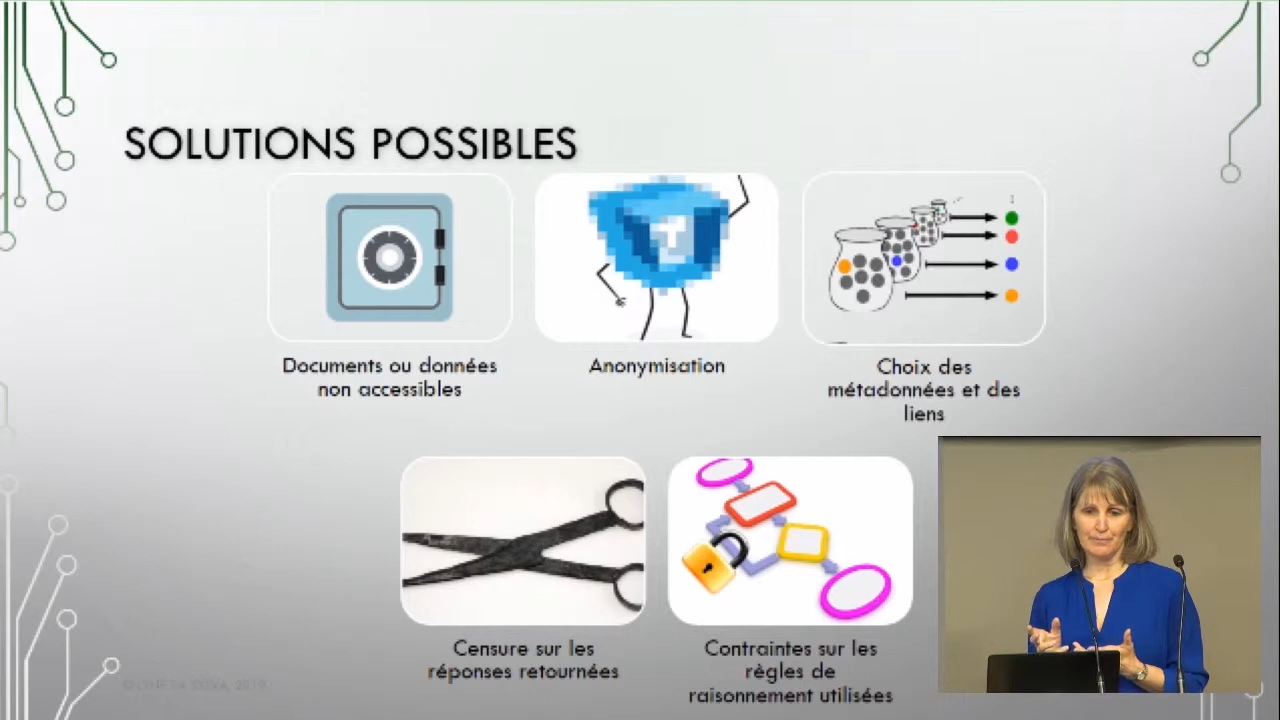 SOLUTIONS POSSIBLES
Documents ou données
non accessibles
Anonymisation
Choix des
métadonnées et des
liens
Censure sur les
réponses retournées
Contraintes sur les
règles de
raisonnement utilisées